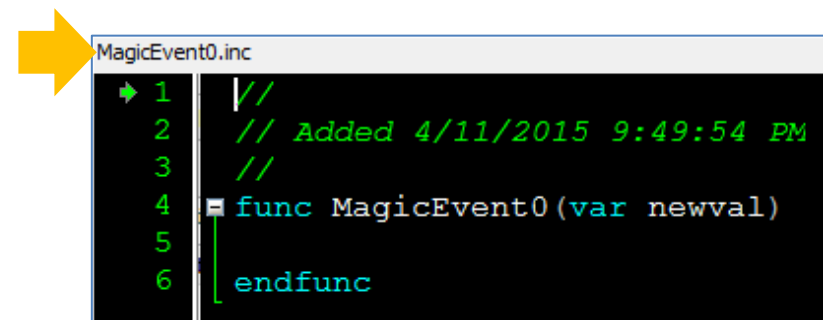 MagicEvent0.inc
1 //
2 // Added 4/11/2015 9:49:54 PM
3 //
4 func MagicEvent0(var newval)
5
6 endfunc